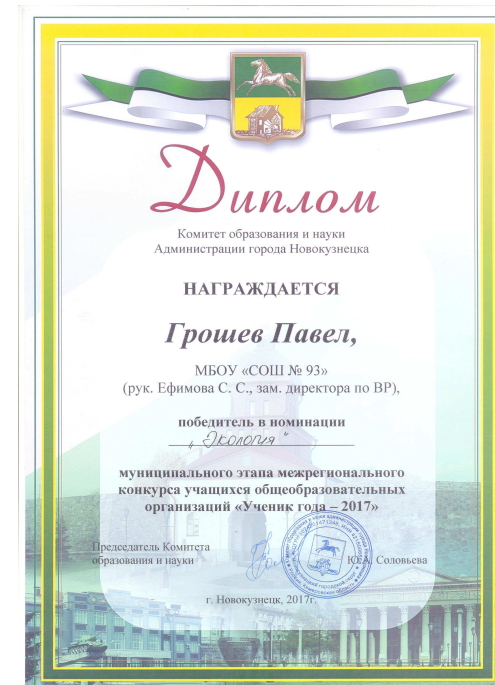 Диплом
Комитет образования и науки
Администрации города Новокузнецка
НАГРАЖДАЕТСЯ
Грошев Павел,
МБОУ «СОШ № 93»
(рук. Ефимова С. С., зам. директора по ВР),
победитель в номинации
„Экология“
муниципального этапа межрегионального
конкурса учащихся общеобразовательных
организаций «Ученик года – 2017»
Председатель Комитета
образования и науки
Ю.А. Соловьева
г. Новокузнецк, 2017г.